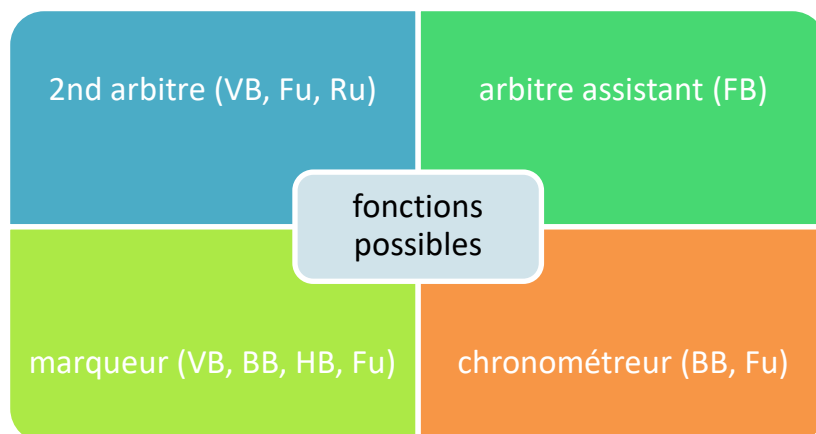 2nd arbitre (VB, Fu, Ru)
arbitre assistant (FB)
fonctions
possibles
marqueur (VB, BB, HB, Fu)
chronométreur (BB, Fu)